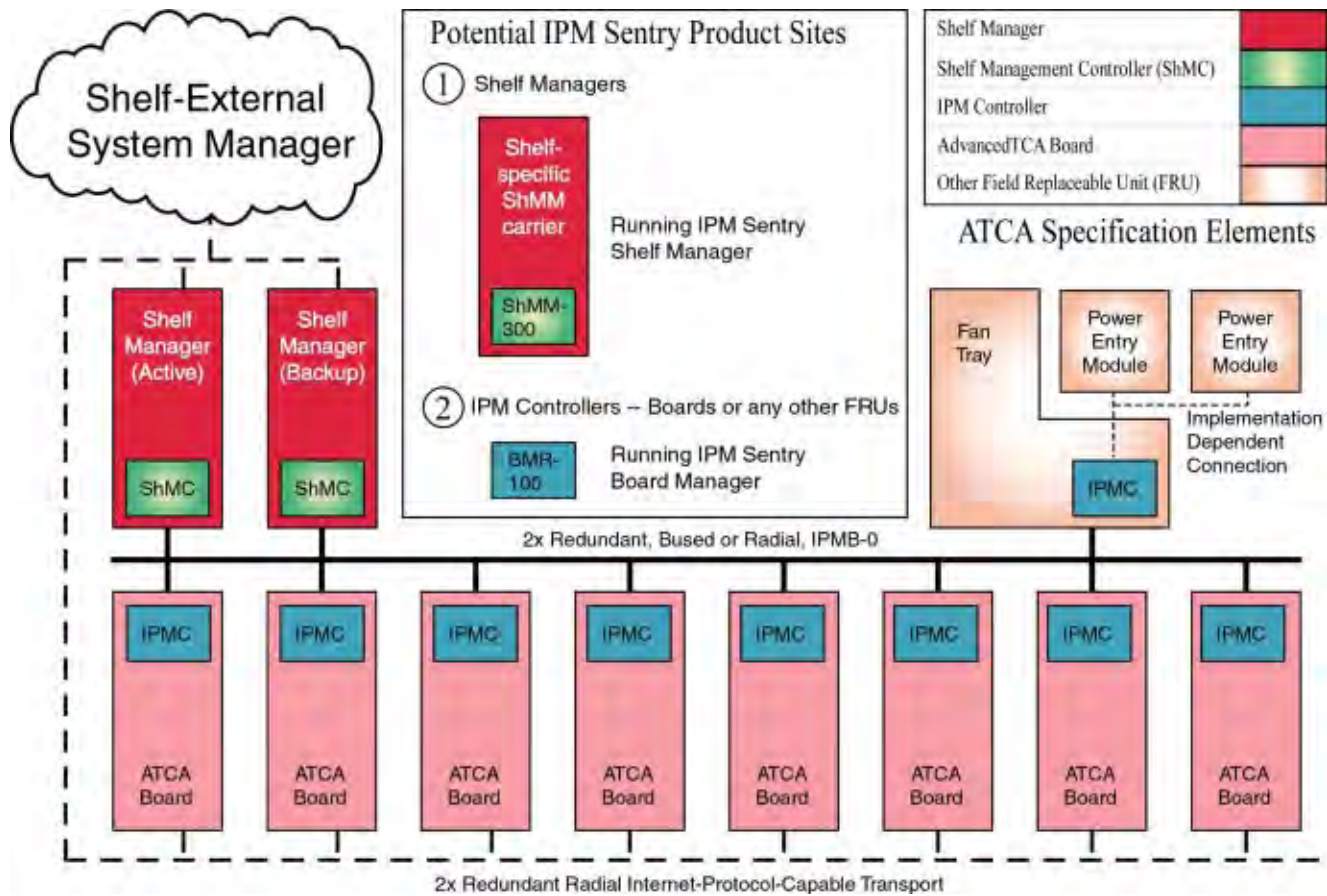 Shelf-External
System Manager
Potential IPM Sentry Product Sites
1 Shelf Managers
Shelf-
specific
ShMM
carrier
ShMM-
300
Running IPM Sentry
Shelf Manager
2 IPM Controllers – Boards or any other FRUs
BMR-
100
Running IPM Sentry
Board Manager
Shelf Manager
Shelf Management Controller (ShMC)
IPM Controller
AdvancedTCA Board
Other Field Replaceable Unit (FRU)
ATCA Specification Elements
Shelf
Manager
(Active)
ShMC
Shelf
Manager
(Backup)
ShMC
Fan
Tray
Power
Entry
Module
Power
Entry
Module
Implementation
Dependent
Connection
IPMC
2x Redundant, Bused or Radial, IPMB-0
IPMC
ATCA
Board
IPMC
ATCA
Board
IPMC
ATCA
Board
IPMC
ATCA
Board
IPMC
ATCA
Board
IPMC
ATCA
Board
IPMC
ATCA
Board
IPMC
ATCA
Board
2x Redundant Radial Internet-Protocol-Capable Transport